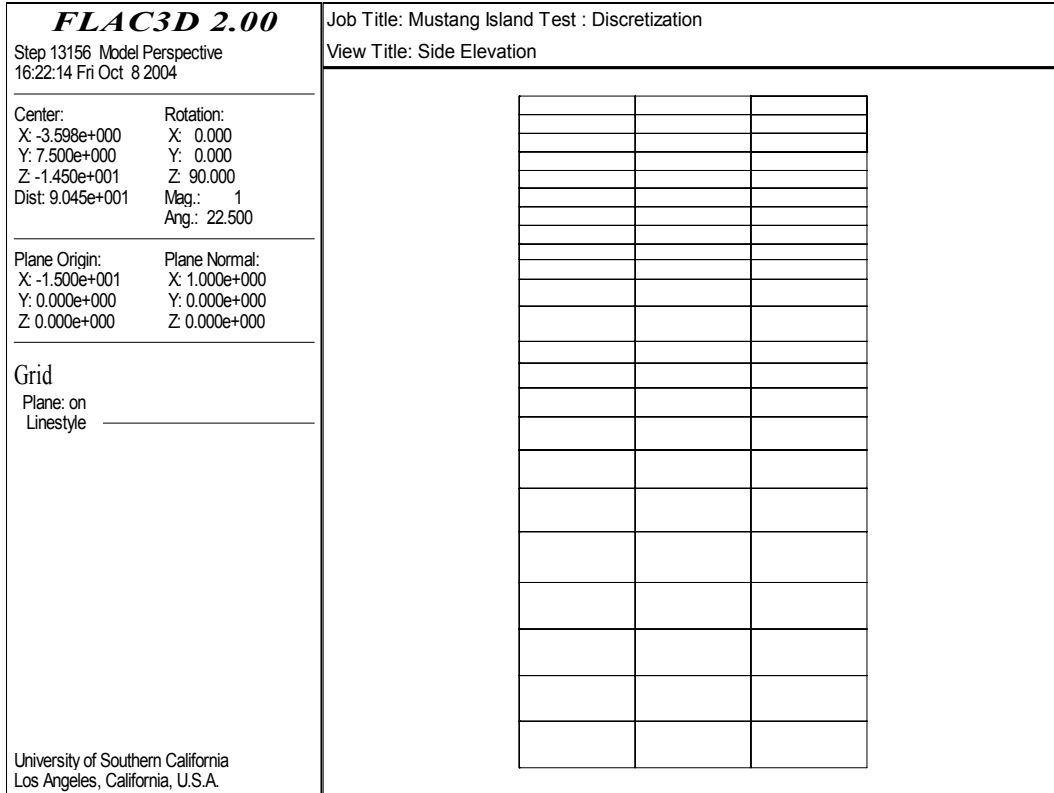 FLAC3D 2.00
Step 13156 Model Perspective
16:22:14 Fri Oct 8 2004
Center: Rotation:
X: -3.598e+000 X: 0.000
Y: 7.500e+000 Y: 0.000
Z: -1.450e+001 Z: 90.000
Dist: 9.045e+001 Mag.: 1
Ang.: 22.500
Plane Origin: Plane Normal:
X: -1.500e+001 X: 1.000e+000
Y: 0.000e+000 Y: 0.000e+000
Z: 0.000e+000 Z: 0.000e+000
Grid
Plane: on
Linestyle
University of Southern California
Los Angeles, California, U.S.A.
Job Title: Mustang Island Test : Discretization
View Title: Side Elevation